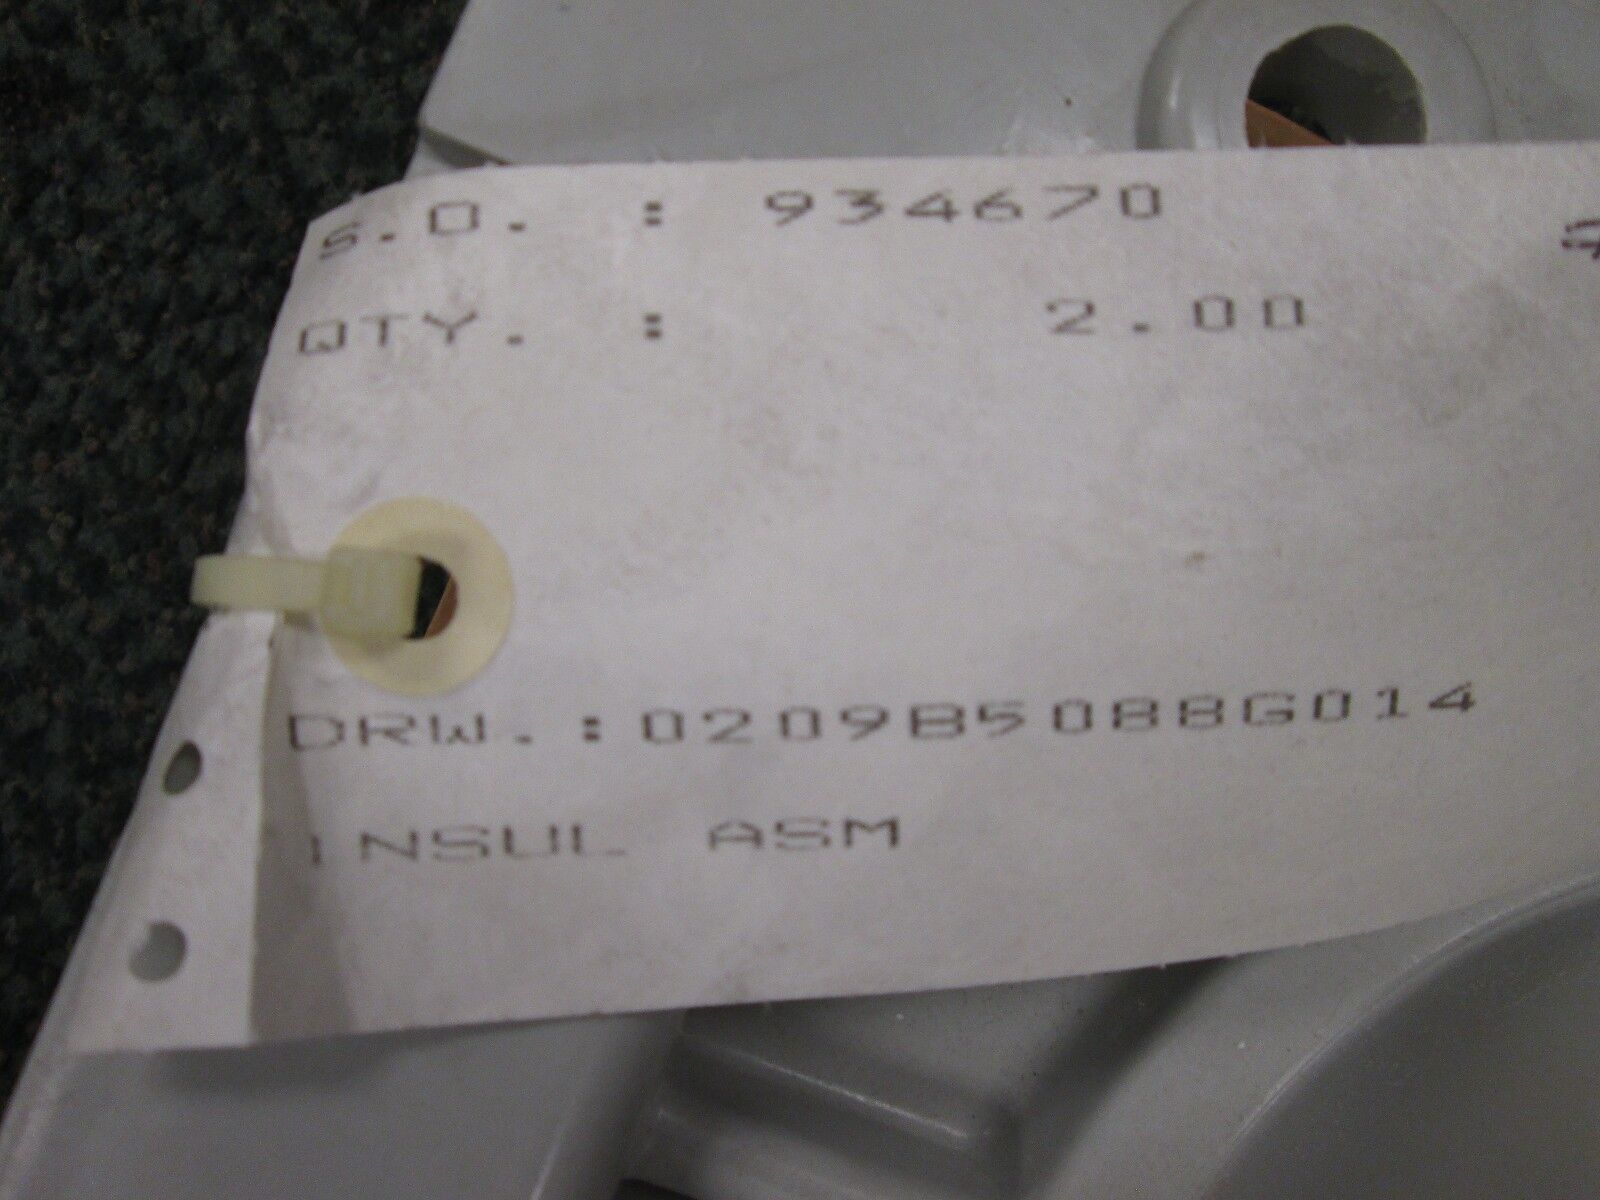 S.O. : 934670
QTY. : 2.00
DRW. :0209B5088G014
INSUL ASM